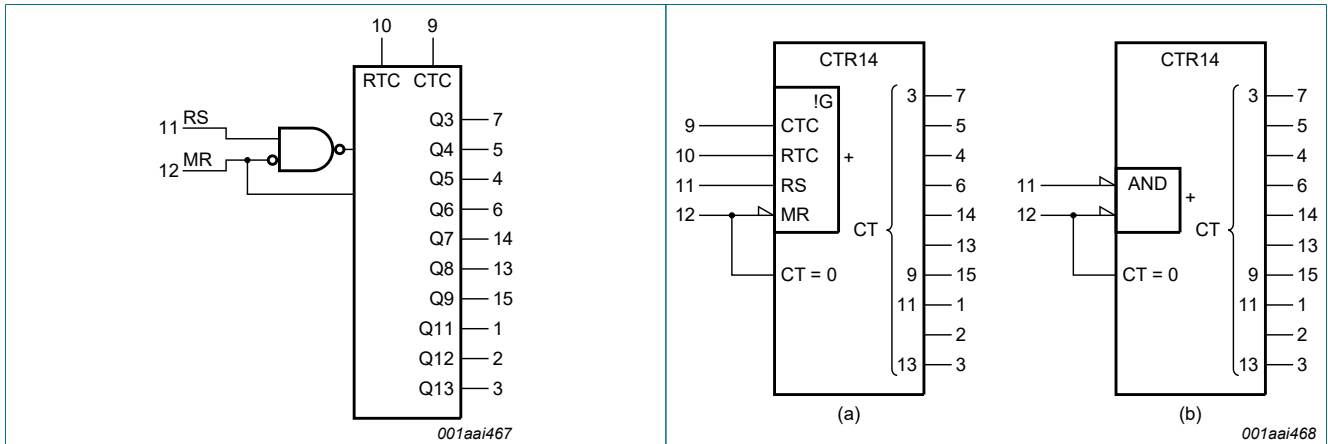 10 9
RTC CTC
11 RS
12 MR
Q3 7
Q4 5
Q5 4
Q6 6
Q7 14
Q8 13
Q9 15
Q11 1
Q12 2
Q13 3
001aai467
CTR14
!G
3 7
9 CTC 5
10 RTC + 4
11 RS 6
12 MR 14
CT
13
CT = 0 9 15
11 1
2
13 3
(a)
CTR14
3 7
5
4
11 AND 6
+
12 14
CT
13
CT = 0 9 15
11 1
2
13 3
(b)
001aai468